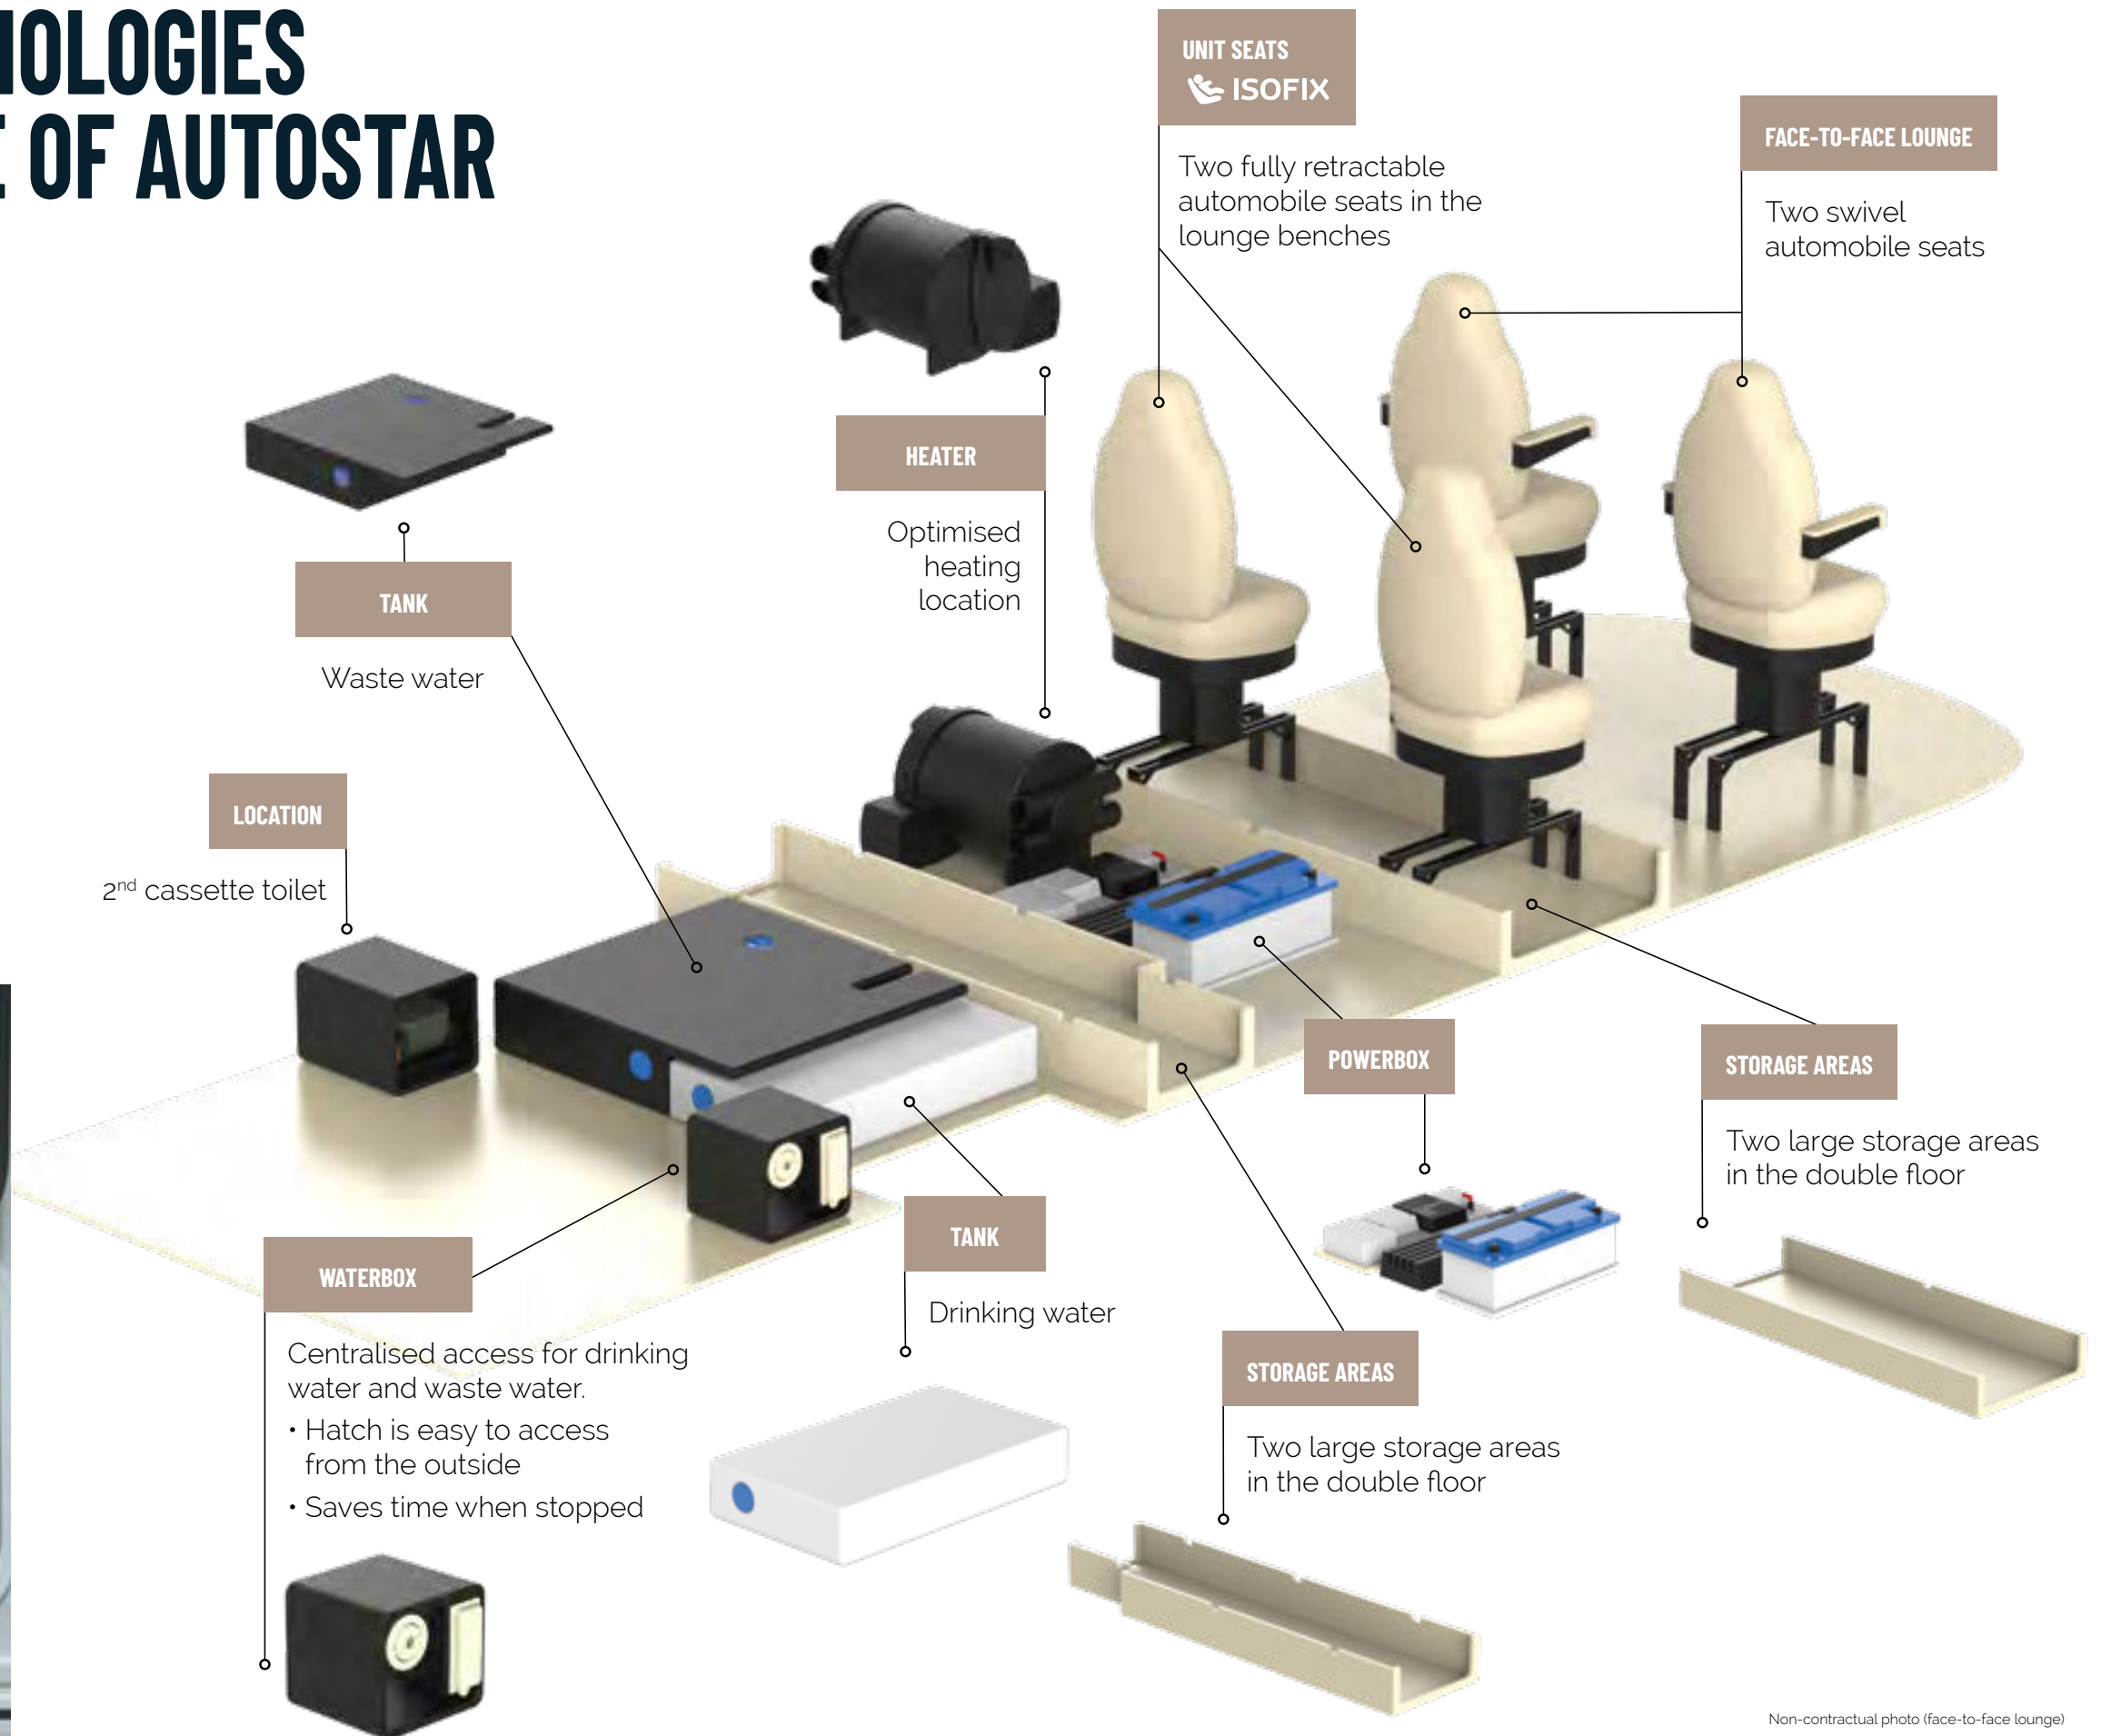 NOLOGIES
E OF AUTOSTAR
UNIT SEATS
ISOFIX
Two fully retractable
automobile seats in the
lounge benches
FACE-TO-FACE LOUNGE
Two swivel
automobile seats
HEATER
Optimised
heating
location
TANK
Waste water
LOCATION
2nd cassette toilet
POWERBOX
STORAGE AREAS
Two large storage areas
in the double floor
TANK
Drinking water
WATERBOX
Centralised access for drinking
water and waste water.
• Hatch is easy to access
from the outside
• Saves time when stopped
STORAGE AREAS
Two large storage areas
in the double floor
Non-contractual photo (face-to-face lounge)